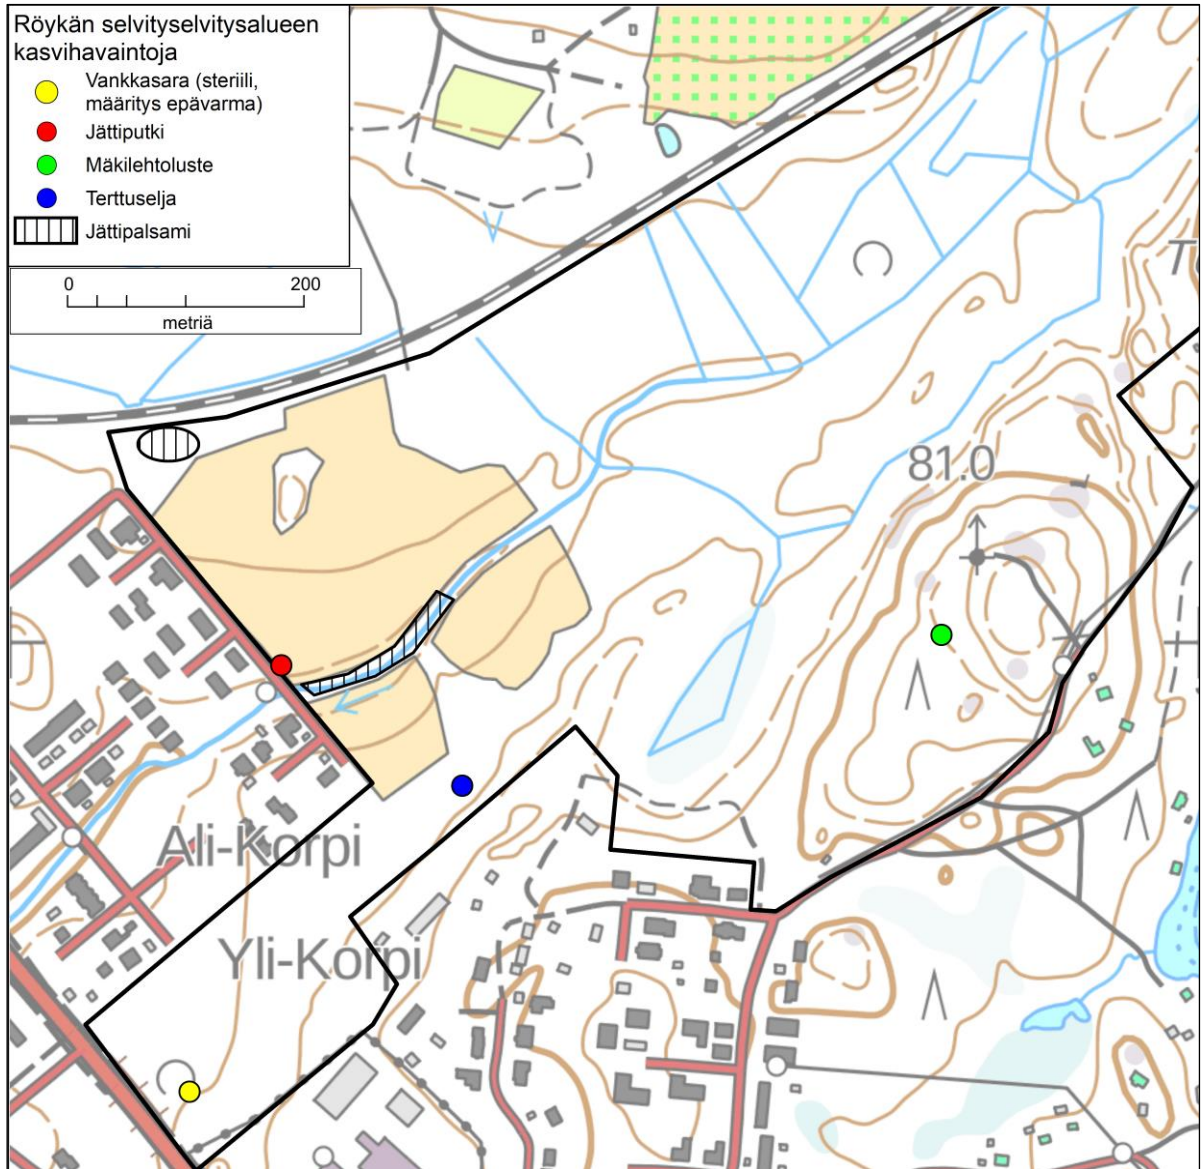 Röykän selvityselvitysalueen
kasvihavaintoja
Vankkasara (steriili,
määritys epävarma)
Jättiputki
Mäkilehtoluste
Terttuselja
Jättipalsami
0 200
metriä
81.0
Ali-Korpi
Yli-Korpi